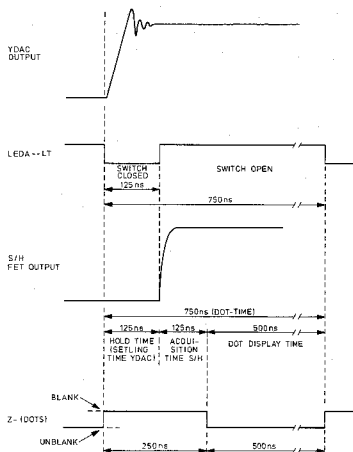 YDAC
OUTPUT
LEDA--LT
SWITCH
CLOSED
SWITCH OPEN
125ns
750ns
S/H
FET OUTPUT
750ns (DOT-TIME)
125ns
125ns
500ns
HOLD TIME
(SETLING
TIME YDAC)
ACQUI-
SITION
TIME S/H
DOT DISPLAY TIME
BLANK
Z-(DOTS)
UNBLANK
250ns
500ns